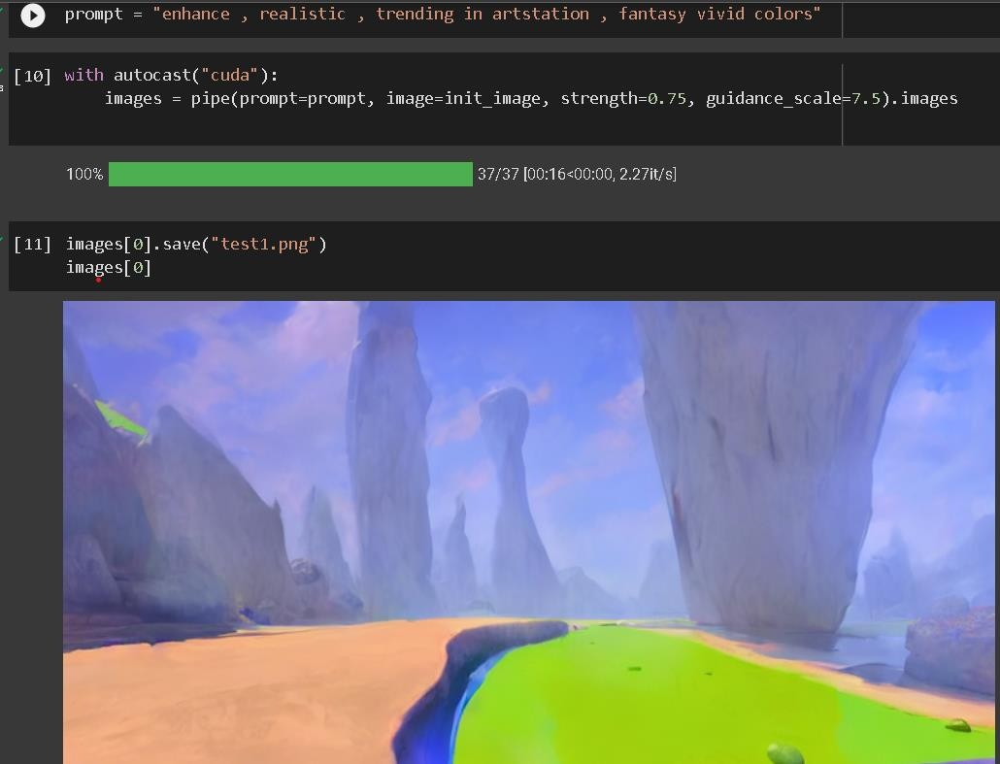 prompt = "enhance , realistic , trending in artstation , fantasy vivid colors"
[10] with autocast("cuda"):
images = pipe(prompt=prompt, image=init_image, strength=0.75, guidance_scale=7.5).images
100% 37/37 [00:16<00:00, 2.27it/s]
[11] images[0].save("test1.png")
images[0]